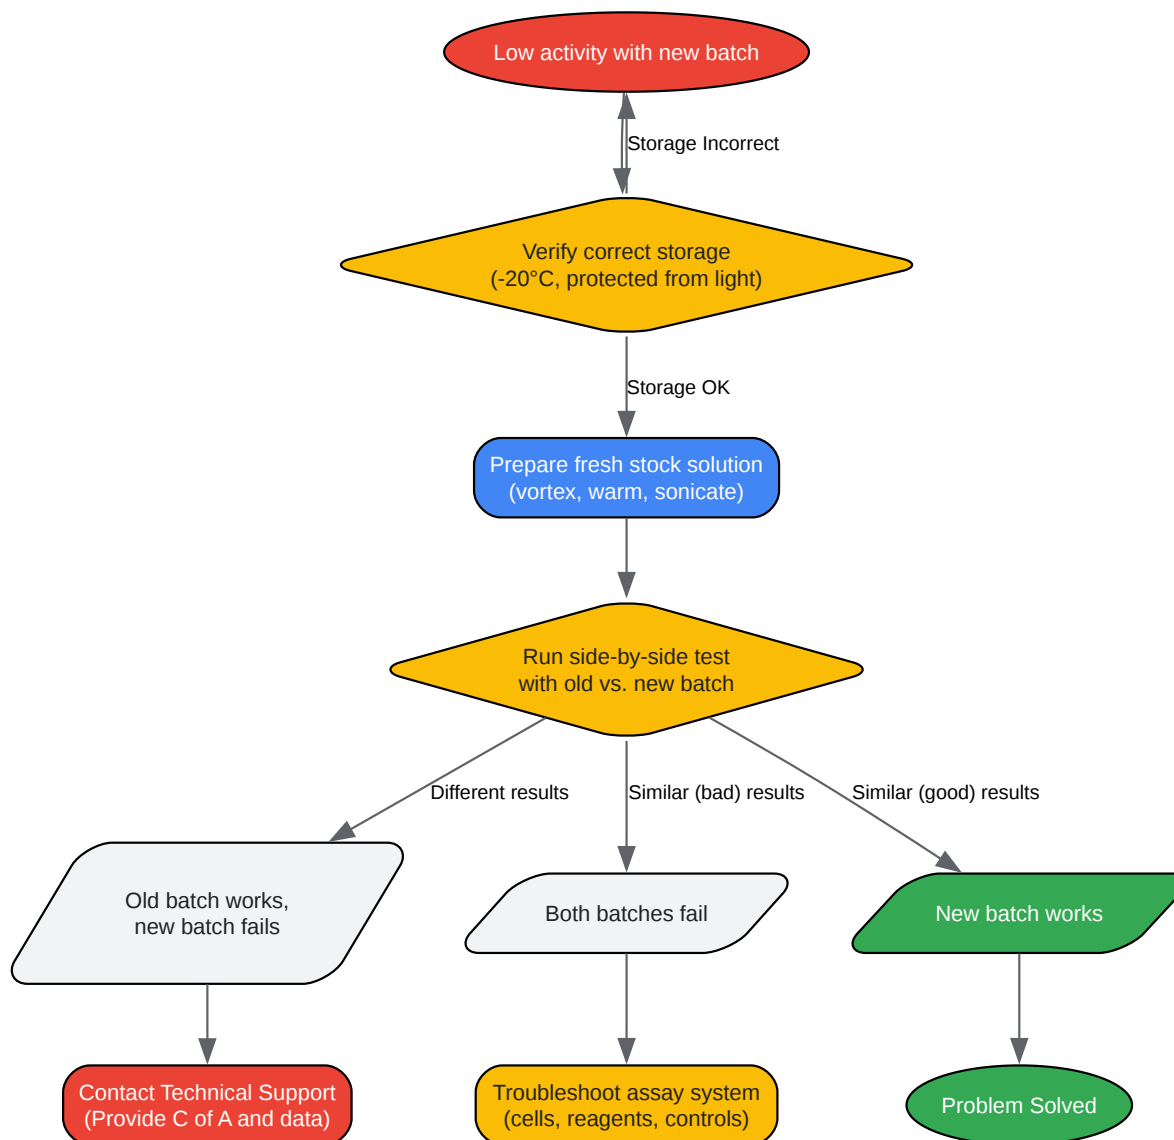 Low activity with new batch
Storage Incorrect
Verify correct storage
(-20°C, protected from light)
Storage OK
Prepare fresh stock solution
(vortex, warm, sonicate)
Run side-by-side test
with old vs. new batch
Different results
Similar (bad) results
Similar (good) results
Old batch works,
new batch fails
Both batches fail
New batch works
Contact Technical Support
(Provide C of A and data)
Troubleshoot assay system
(cells, reagents, controls)
Problem Solved